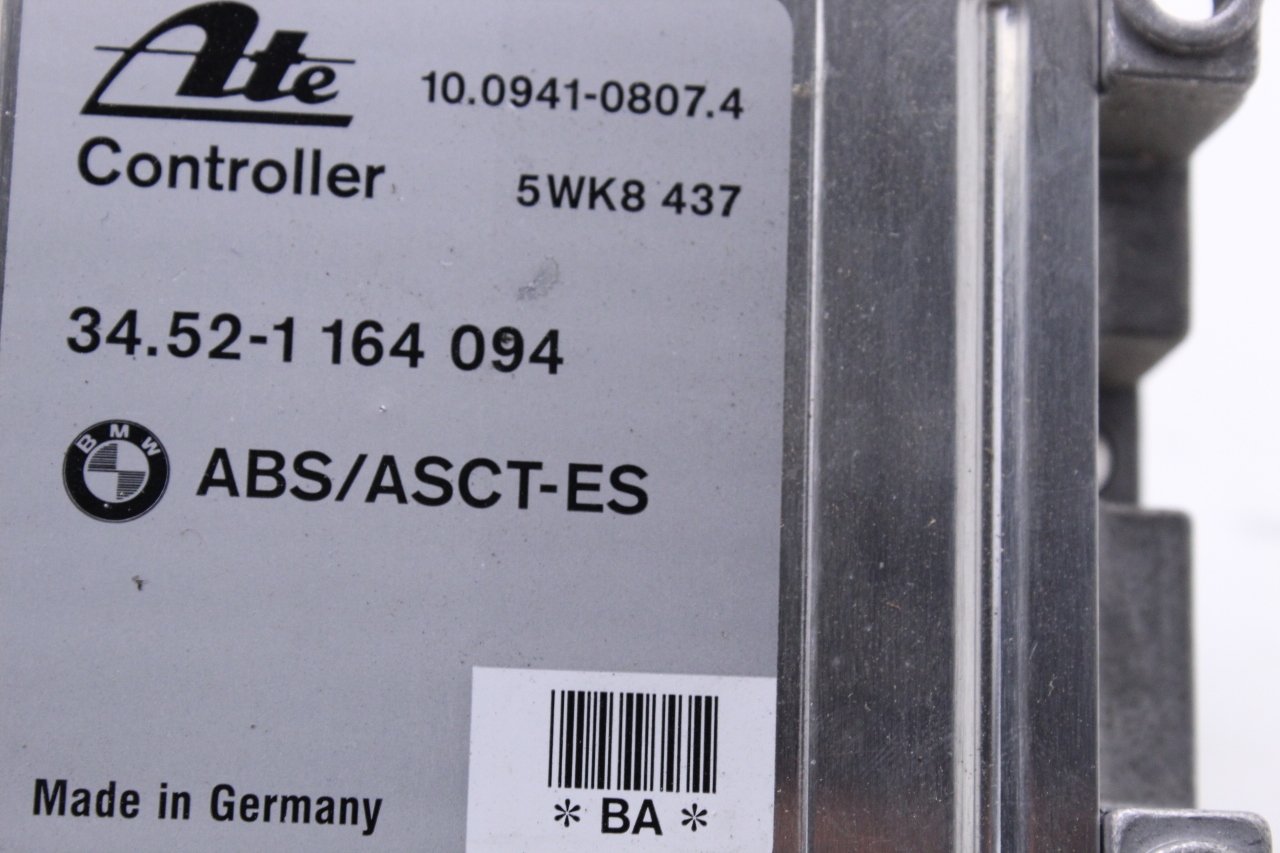 Ate
10.0941-0807.4
Controller
5WK8 437
34.52-1 164 094
BMW
ABS/ASCT-ES
Made in Germany
* BA *